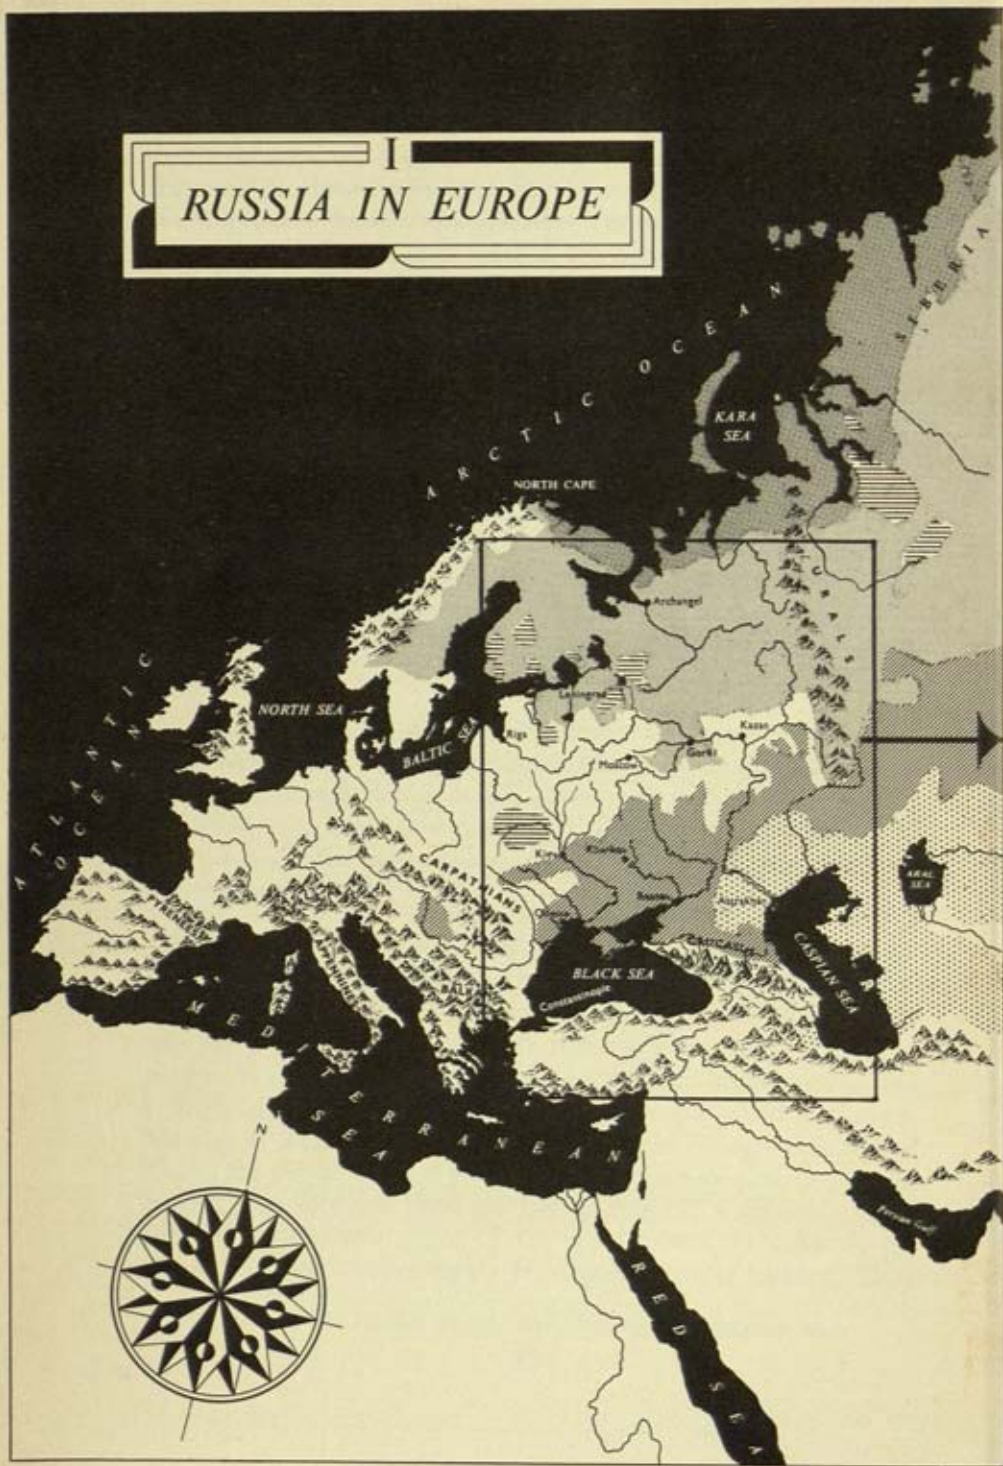 I
RUSSIA IN EUROPE
SIBERIA
ARCTIC OCEAN
KARA
SEA
NORTH CAPE
URALS
Archangel
ATLANTIC
OCEAN
NORTH SEA
BALTIC SEA
Leningrad
Riga
Kazan
Gorki
Moscow
CARPATHIANS
Kiev
Kharkov
ARAL
SEA
PYRENEES
Rostov
Astrakhan
Odessa
APPENINES
CAUCASUS
CASPIAN SEA
BLACK SEA
Constantinople
MEDITERRANEAN
SEA
N
Persian Gulf
RED SEA